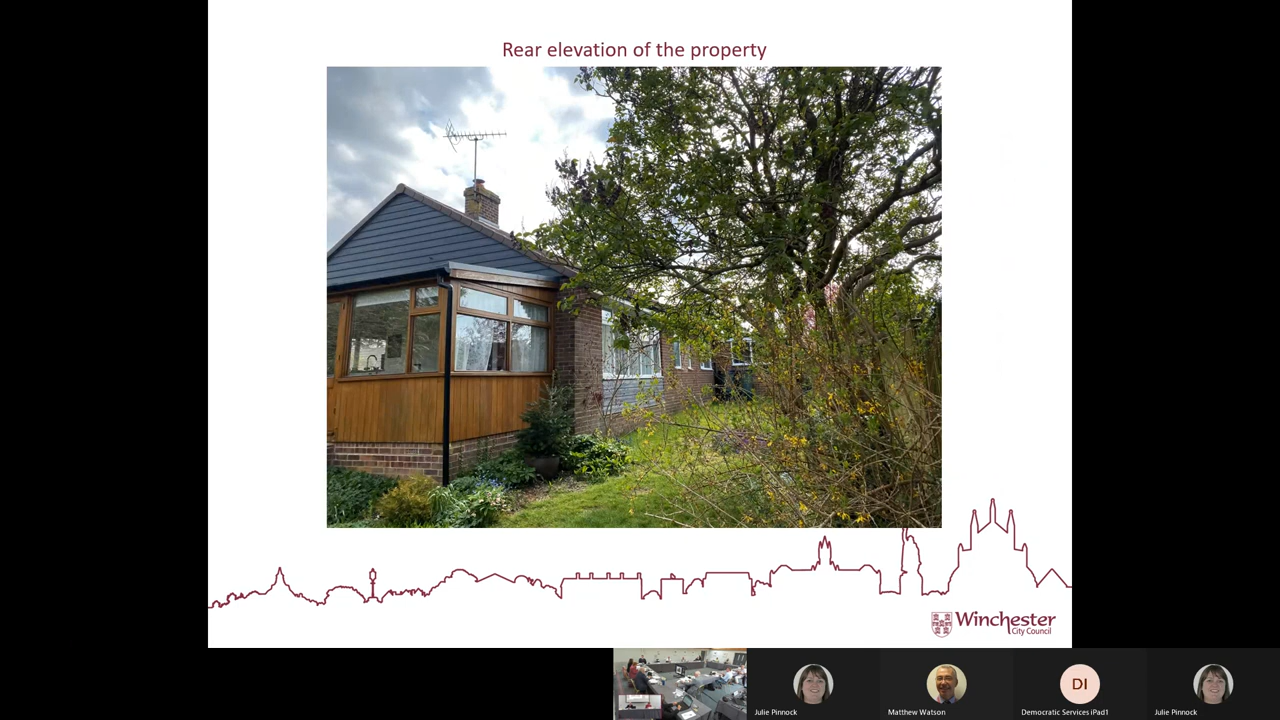 Rear elevation of the property
Winchester
City Council
Julie Pinnock
Matthew Watson
DI
Democratic Services iPad1
Julie Pinnock